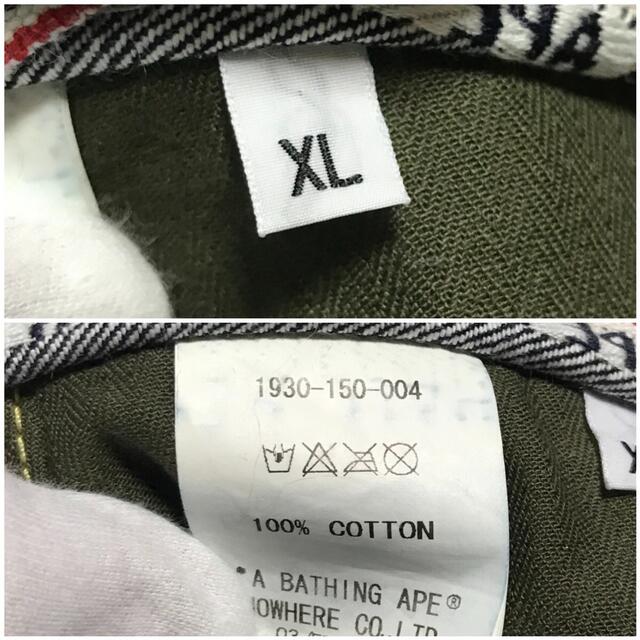 XL
1930-150-004
100% COTTON
A BATHING APE®
NOWHERE CO.,LTD